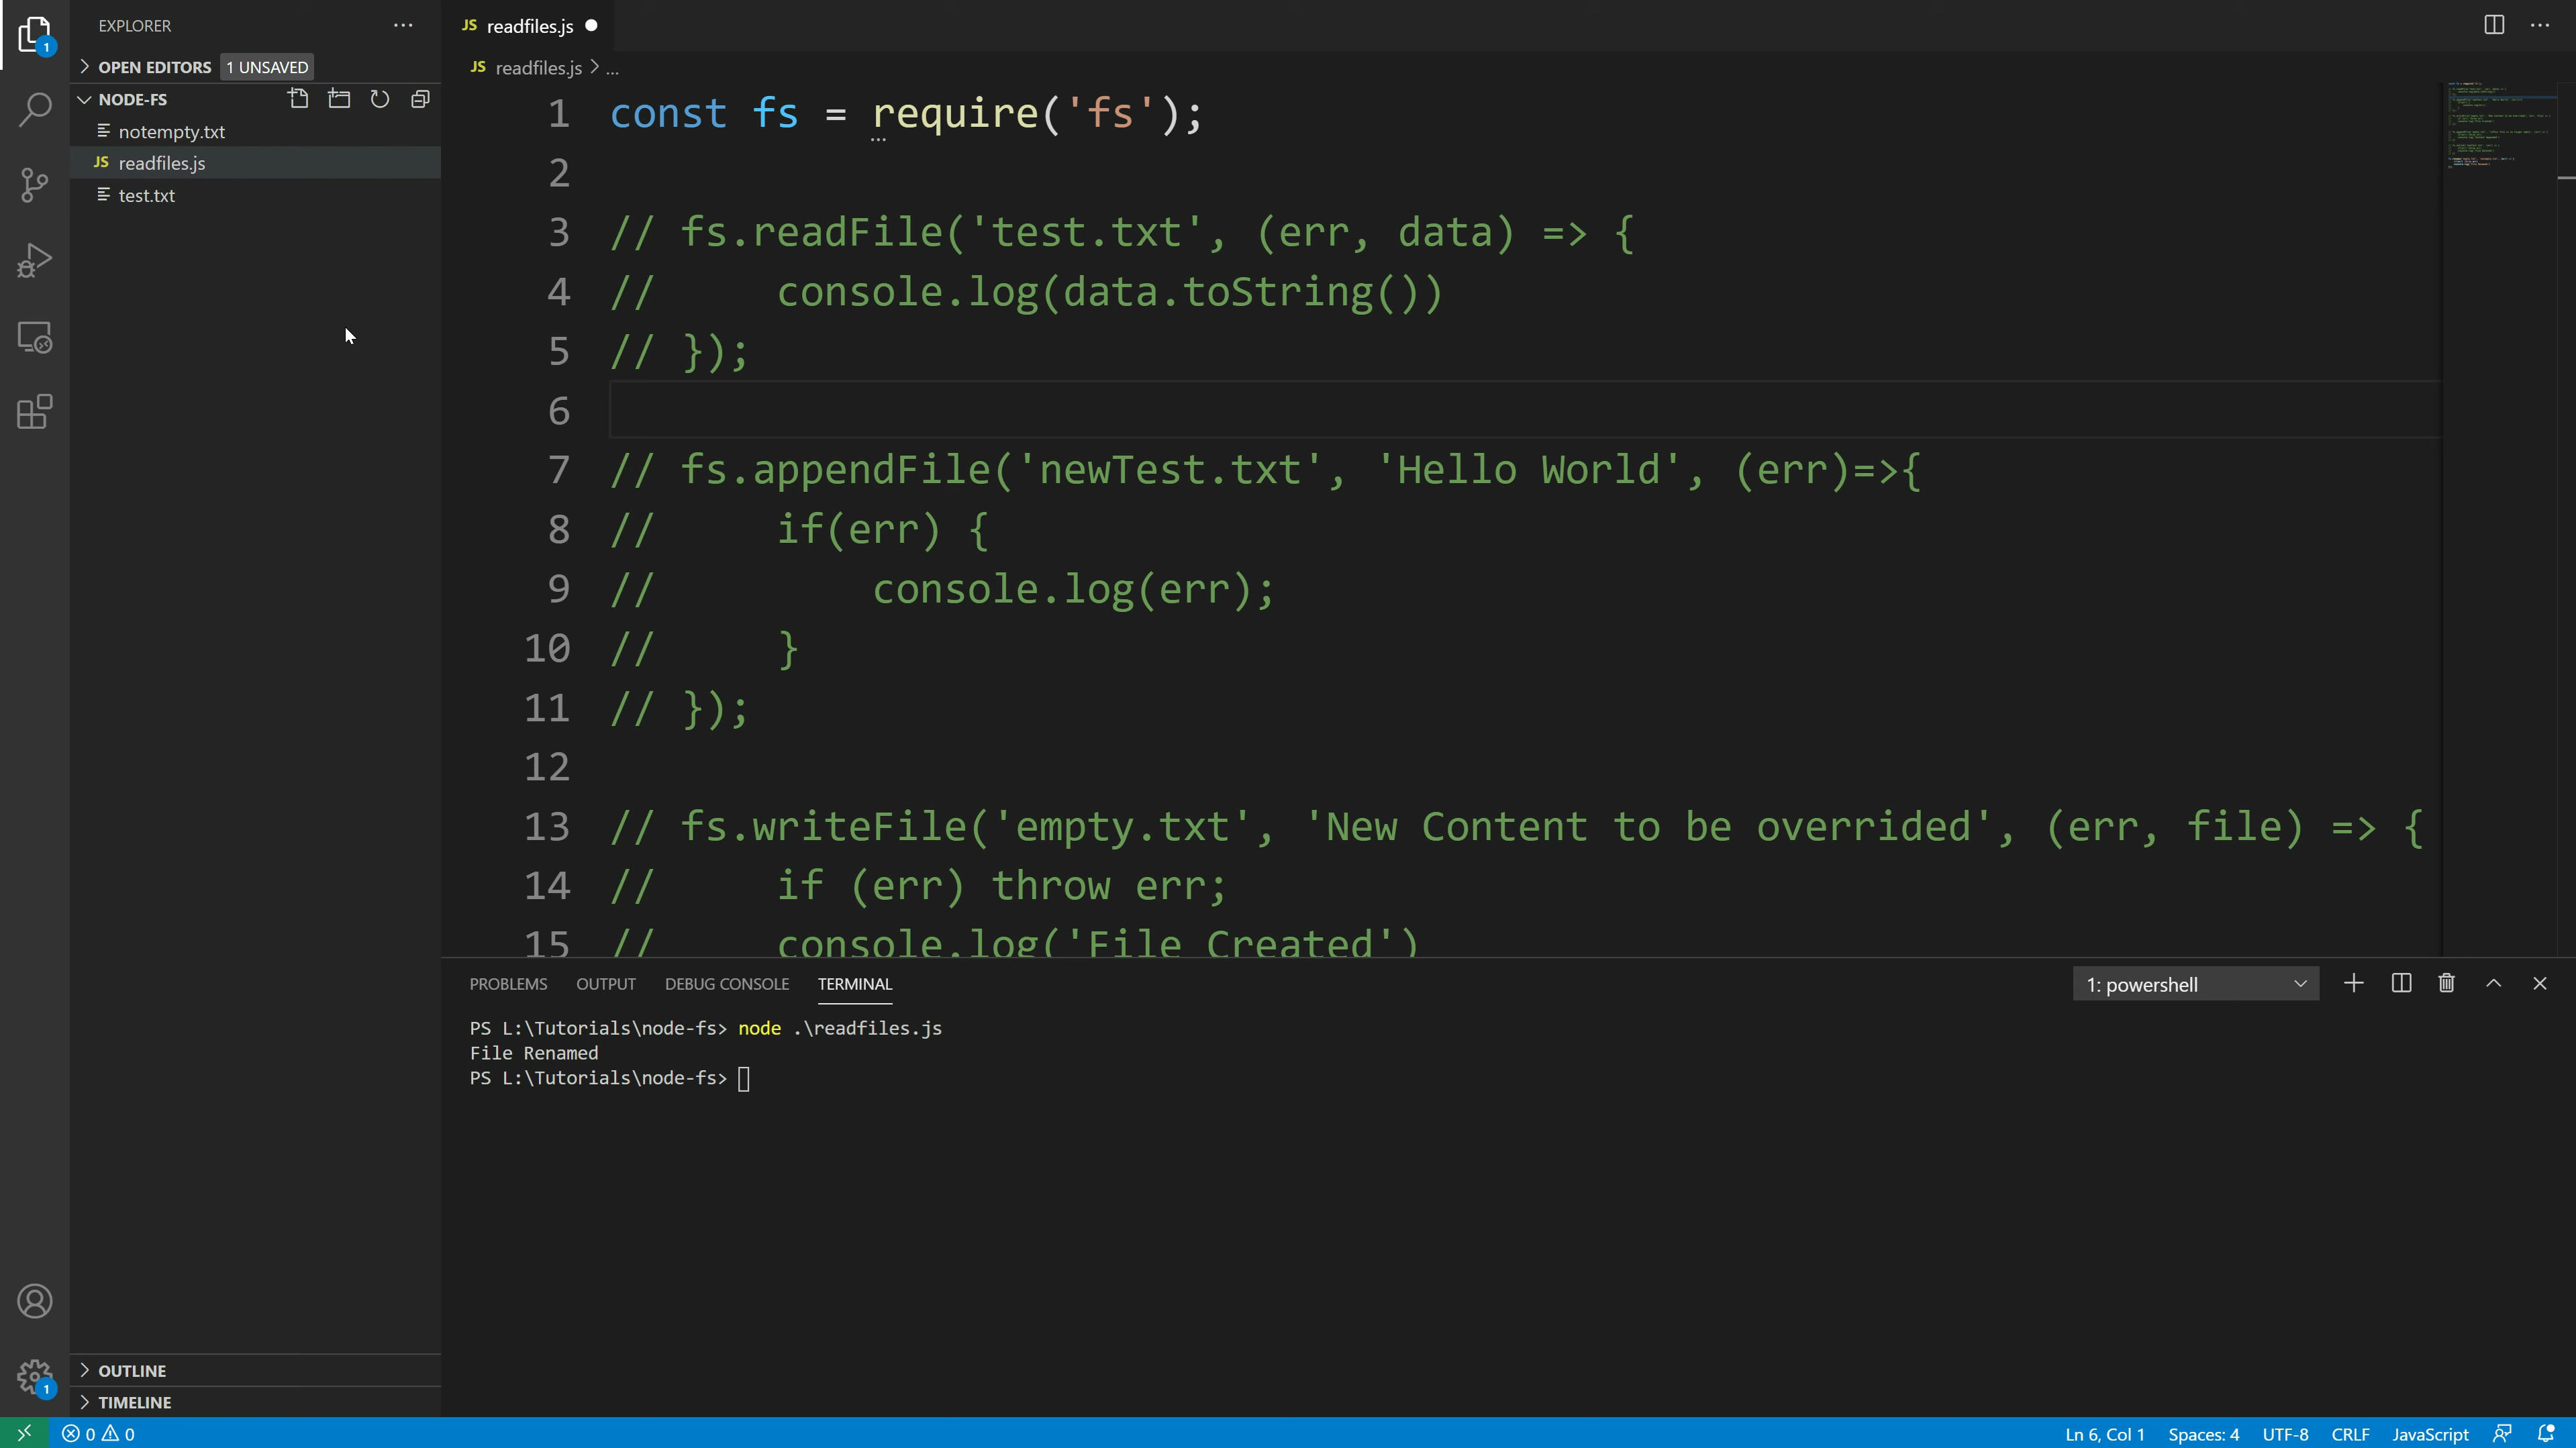 EXPLORER
OPEN EDITORS 1 UNSAVED
NODE-FS
notempty.txt
JS readfiles.js
test.txt
OUTLINE
TIMELINE
JS readfiles.js
JS readfiles.js > ...
1 const fs = require('fs');
2
3 // fs.readFile('test.txt', (err, data) => {
4 //     console.log(data.toString())
5 // });
6
7 // fs.appendFile('newTest.txt', 'Hello World', (err)=>{
8 //     if(err) {
9 //         console.log(err);
10 //     }
11 // });
12
13 // fs.writeFile('empty.txt', 'New Content to be overrided', (err, file) => {
14 //     if (err) throw err;
15 //     console.log('File Created')
PROBLEMS OUTPUT DEBUG CONSOLE TERMINAL 1: powershell
PS L:\Tutorials\node-fs> node .\readfiles.js
File Renamed
PS L:\Tutorials\node-fs>
1
1
0 0 Ln 6, Col 1 Spaces: 4 UTF-8 CRLF JavaScript